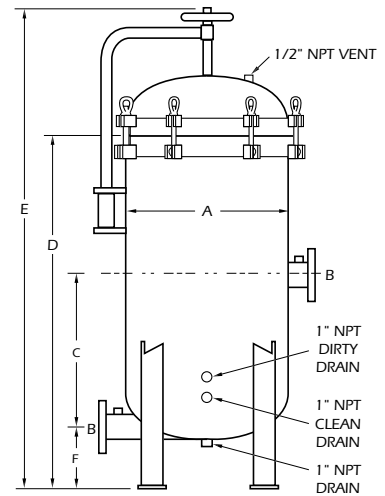 1/2" NPT VENT
E
A
D
B
C
1" NPT
DIRTY
DRAIN
1" NPT
CLEAN
DRAIN
B
F
1" NPT
DRAIN